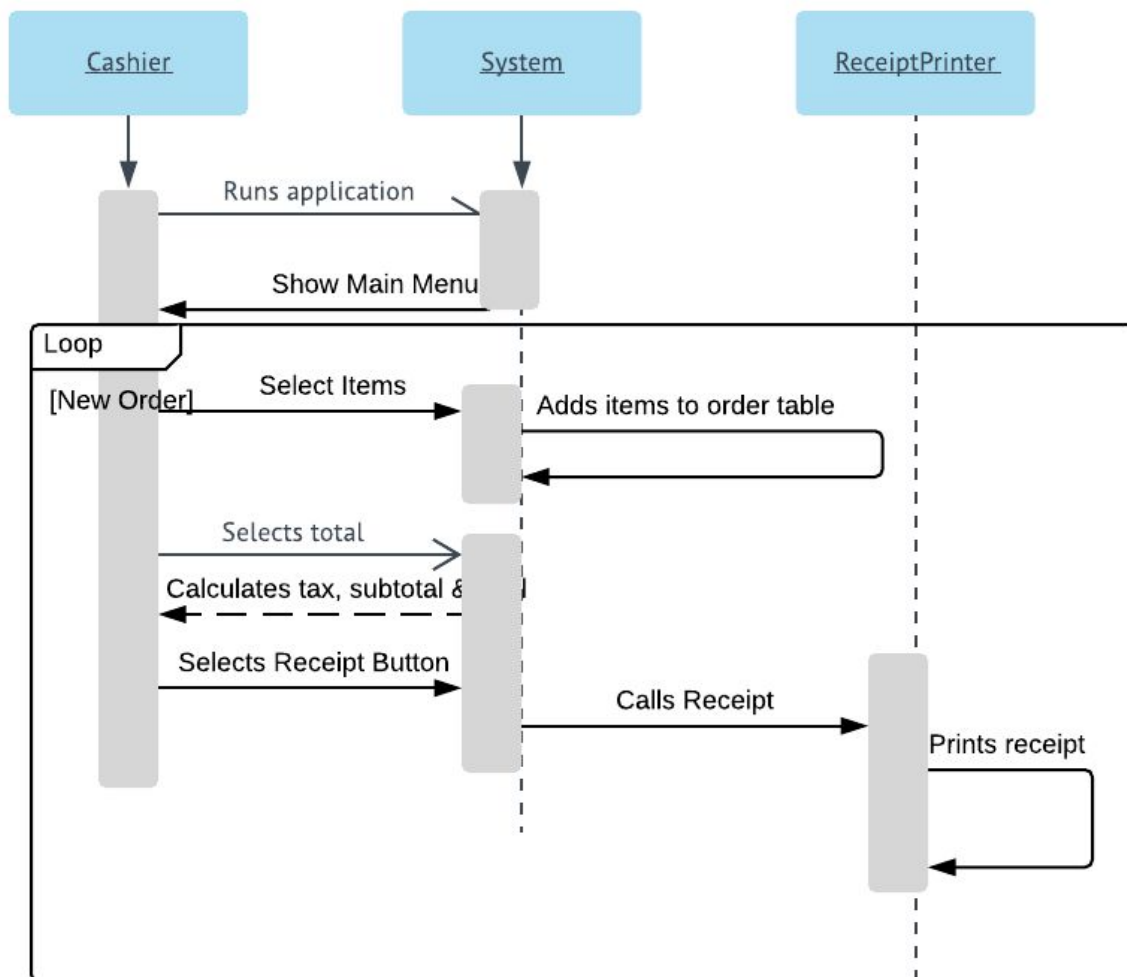 Cashier
System
ReceiptPrinter
Runs application
Show Main Menu
Loop
[New Order]
Select Items
Adds items to order table
Selects total
Calculates tax, subtotal &
Selects Receipt Button
Calls Receipt
Prints receipt